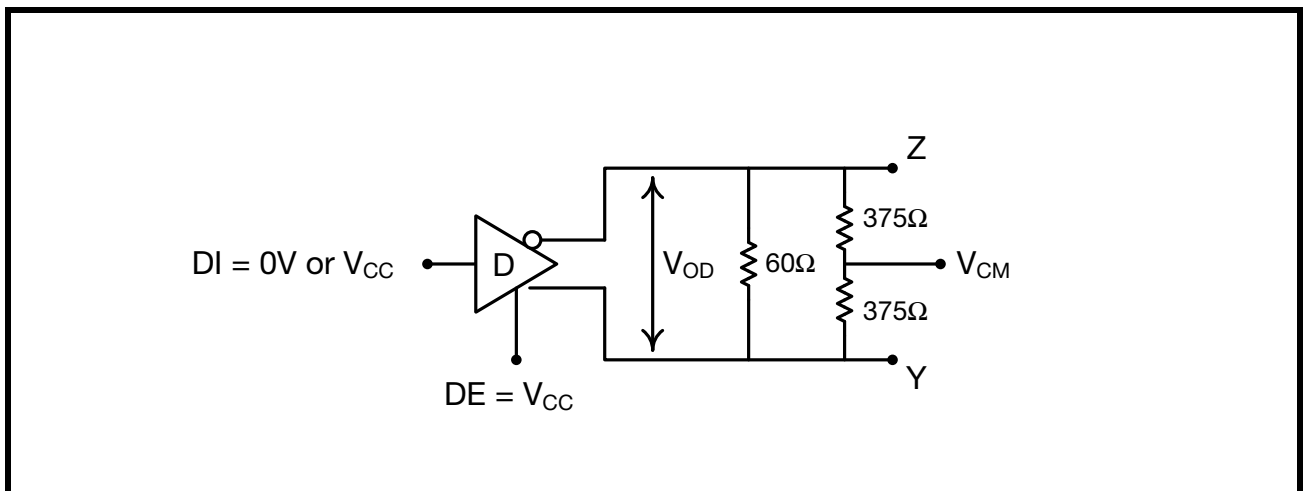 Z
375Ω
DI = 0V or VCC
D
VOD
60Ω
VCM
375Ω
Y
DE = VCC